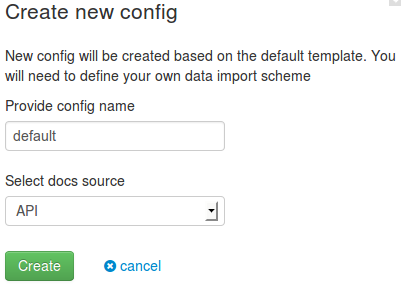 Create new config
New config will be created based on the default template. You
will need to define your own data import scheme
Provide config name
default
Select docs source
API
Create
cancel